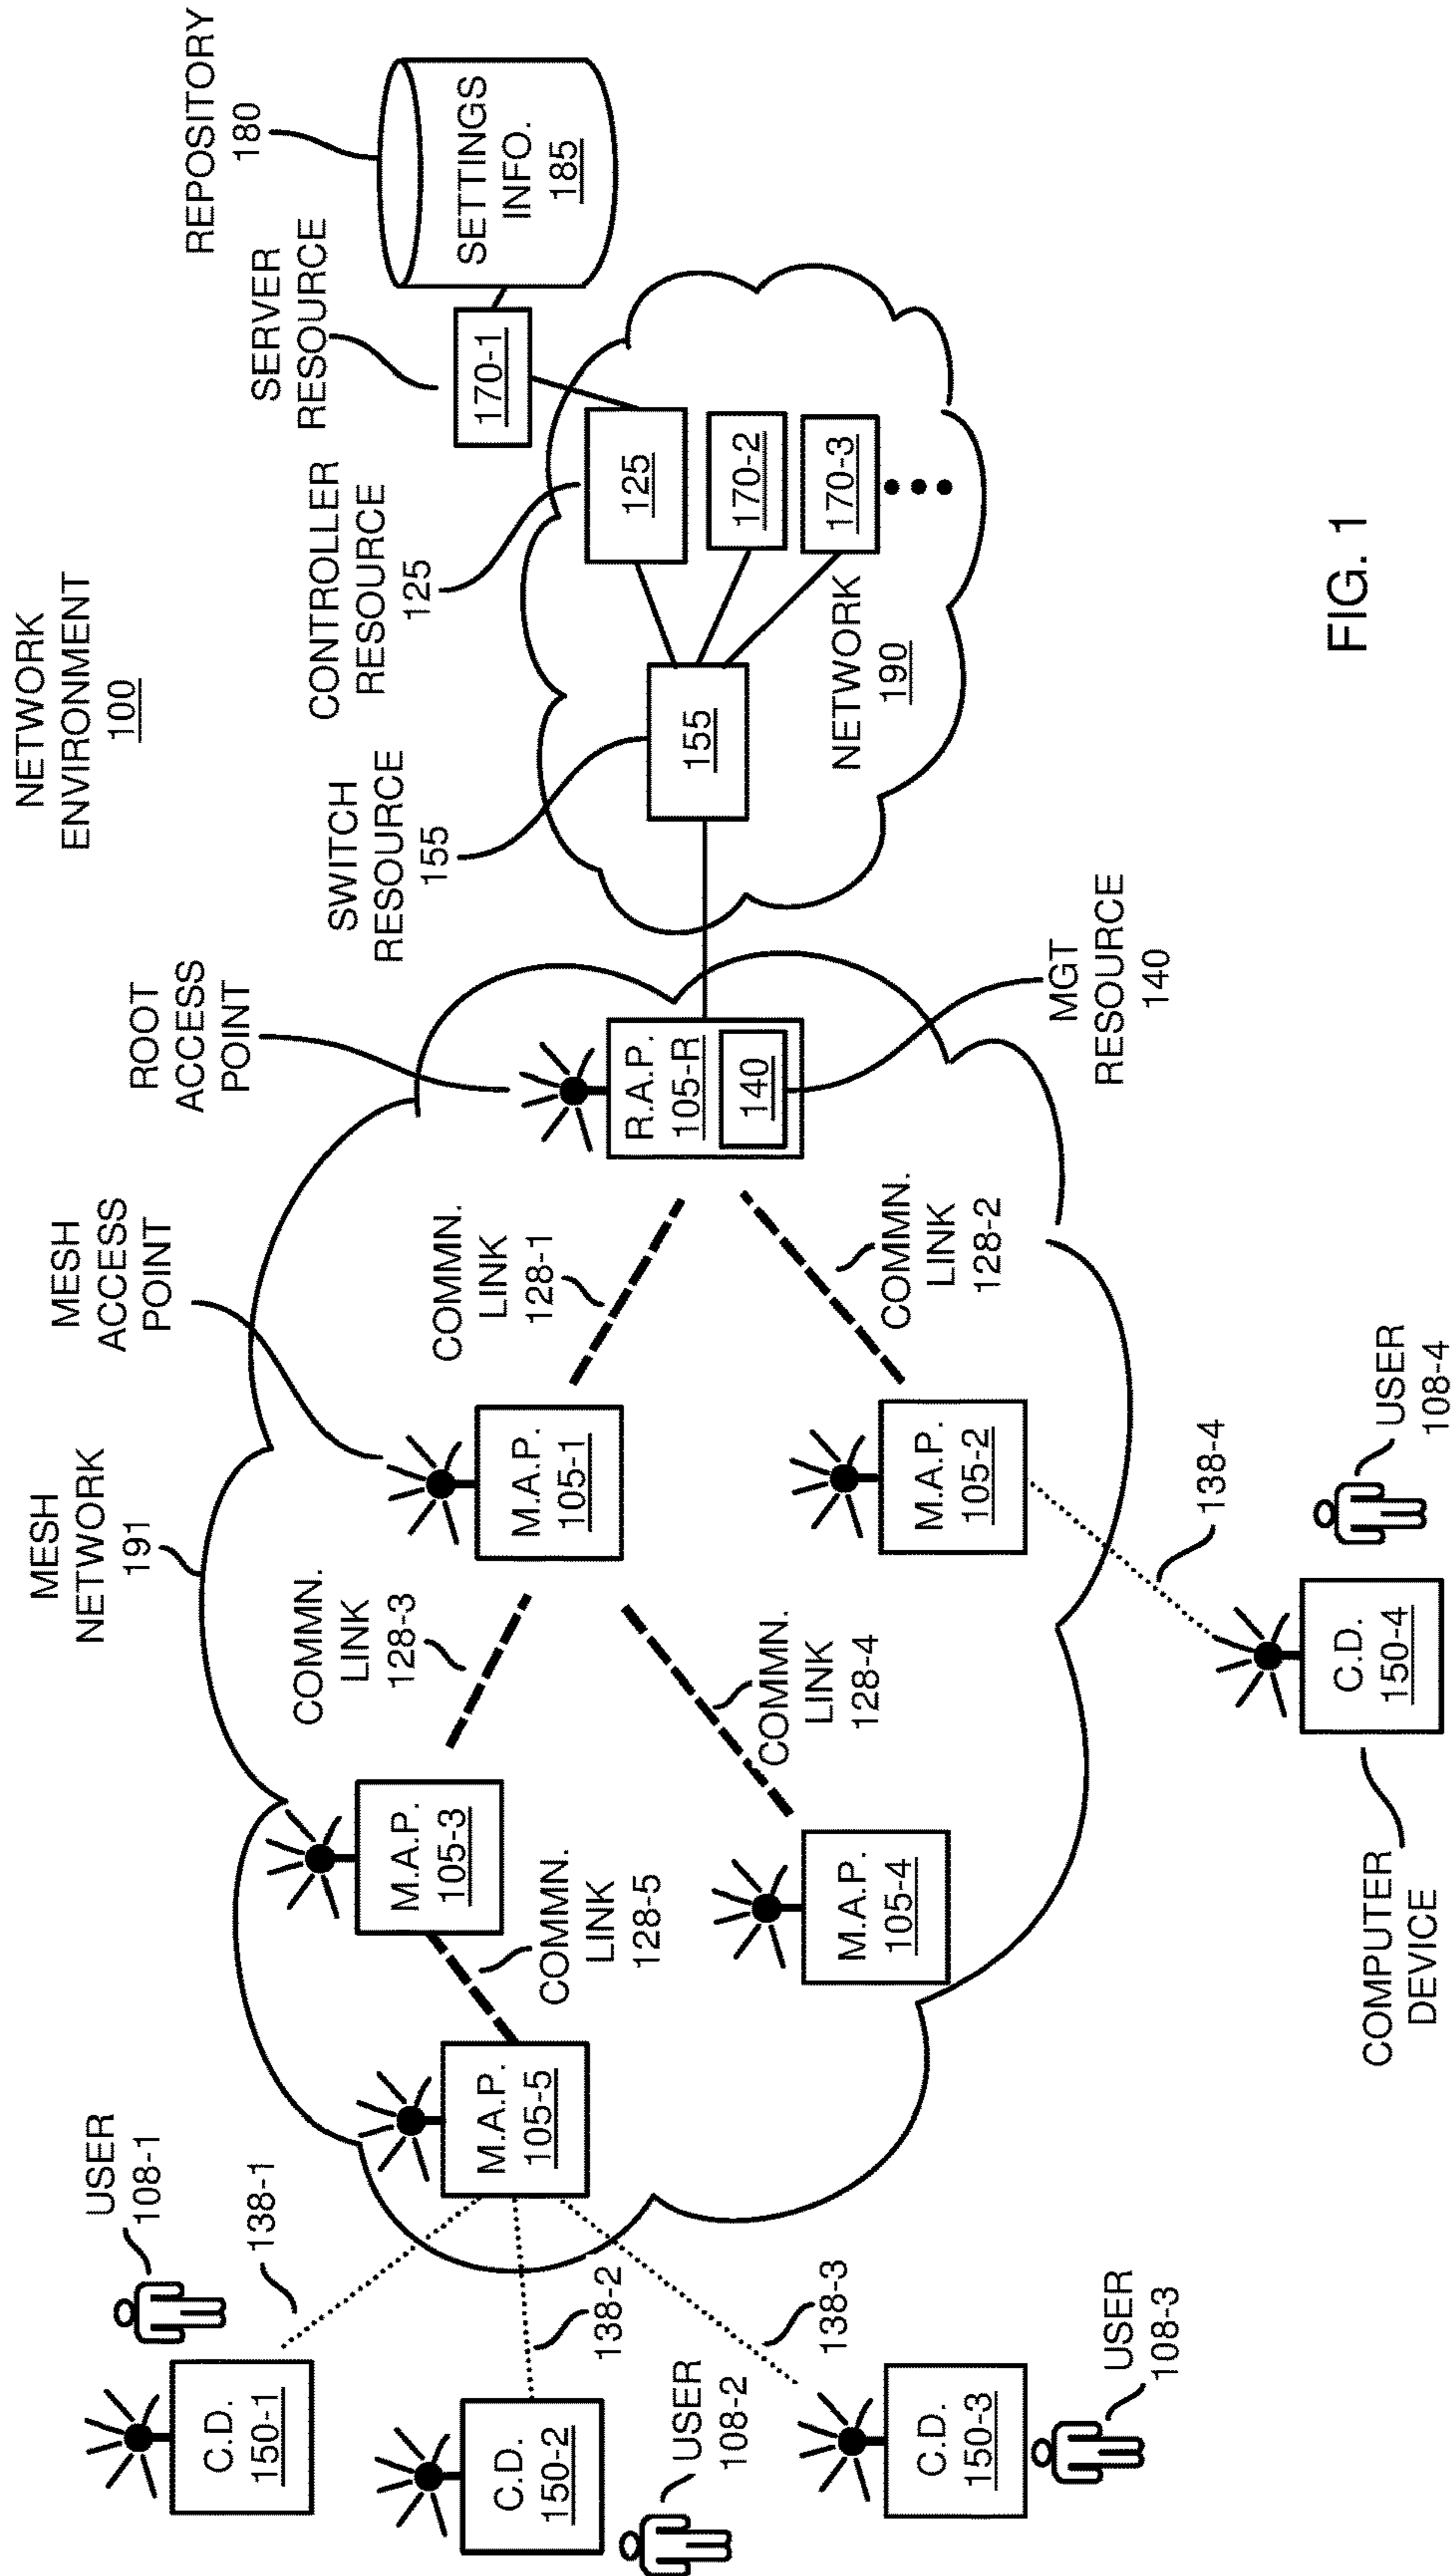 NETWORK
ENVIRONMENT
100
REPOSITORY
180
SETTINGS
INFO.
185
SERVER
RESOURCE
170-1
CONTROLLER
RESOURCE
125
125
170-2
170-3
SWITCH
RESOURCE
155
155
NETWORK
190
ROOT
ACCESS
POINT
R.A.P.
105-R
140
MGT
RESOURCE
140
MESH
ACCESS
POINT
MESH
NETWORK
191
COMMN.
LINK
128-1
COMMN.
LINK
128-2
M.A.P.
105-1
M.A.P.
105-2
COMMN.
LINK
128-3
COMMN.
LINK
128-4
M.A.P.
105-3
M.A.P.
105-4
COMMN.
LINK
128-5
M.A.P.
105-5
USER
108-1
138-1
C.D.
150-1
138-2
C.D.
150-2
USER
108-2
138-3
C.D.
150-3
USER
108-3
138-4
C.D.
150-4
USER
108-4
COMPUTER
DEVICE
FIG. 1